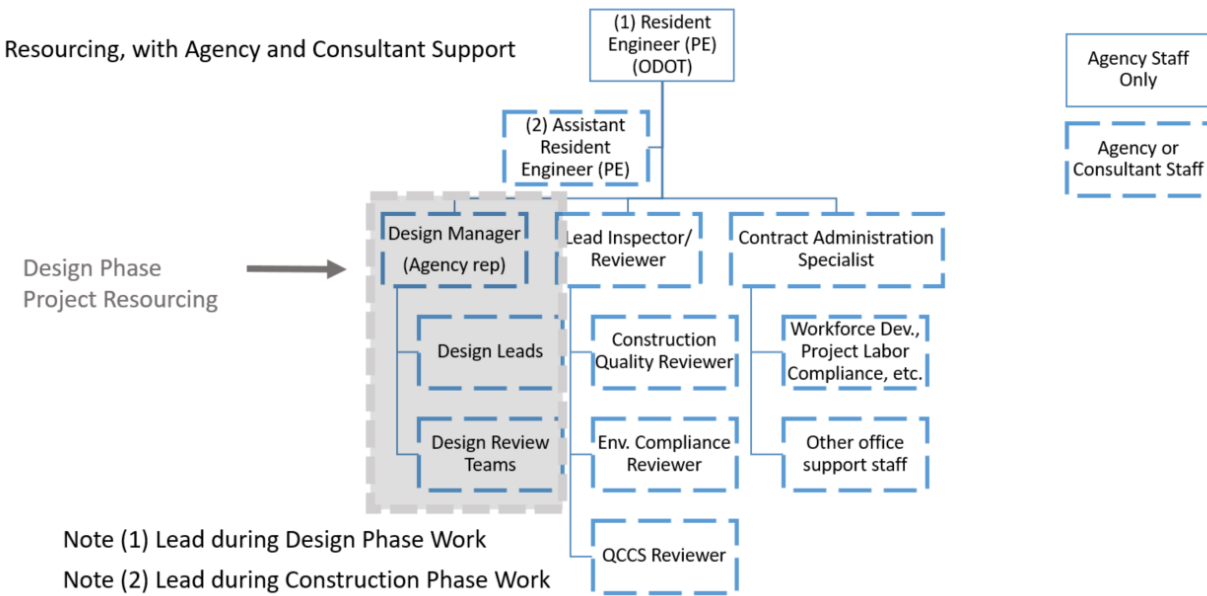 Resourcing, with Agency and Consultant Support
(1) Resident
Engineer (PE)
(ODOT)
Agency Staff
Only
(2) Assistant
Resident
Engineer (PE)
Agency or
Consultant Staff
Design Phase
Project Resourcing
Design Manager
(Agency rep)
Lead Inspector/
Reviewer
Contract Administration
Specialist
Design Leads
Construction
Quality Reviewer
Workforce Dev.,
Project Labor
Compliance, etc.
Design Review
Teams
Env. Compliance
Reviewer
Other office
support staff
QCCS Reviewer
Note (1) Lead during Design Phase Work
Note (2) Lead during Construction Phase Work